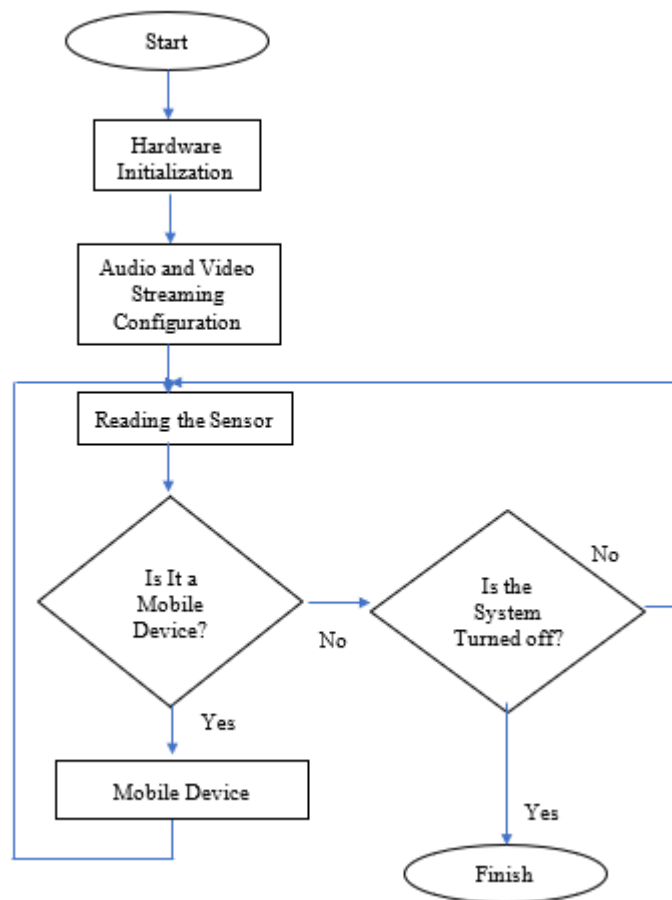 Start
Hardware
Initialization
Audio and Video
Streaming
Configuration
Reading the Sensor
Is It a
Mobile
Device?
No
Is the
System
Turned off?
No
Yes
Mobile Device
Yes
Finish